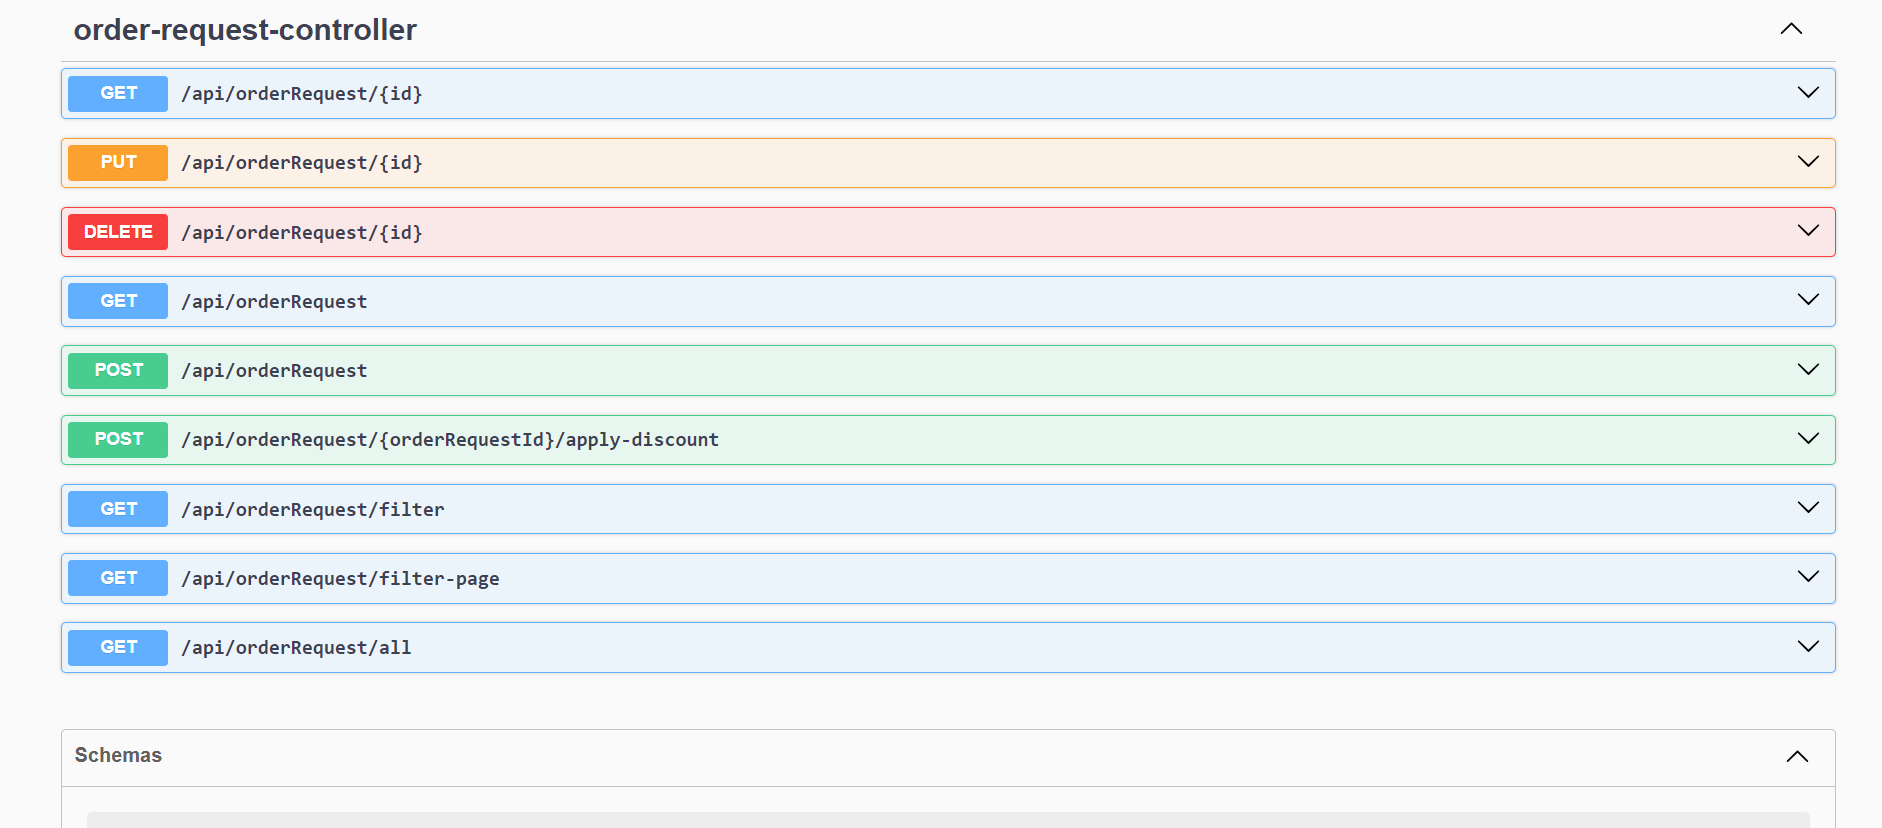 order-request-controller
GET /api/orderRequest/{id}
PUT /api/orderRequest/{id}
DELETE /api/orderRequest/{id}
GET /api/orderRequest
POST /api/orderRequest
POST /api/orderRequest/{orderRequestId}/apply-discount
GET /api/orderRequest/filter
GET /api/orderRequest/filter-page
GET /api/orderRequest/all
Schemas